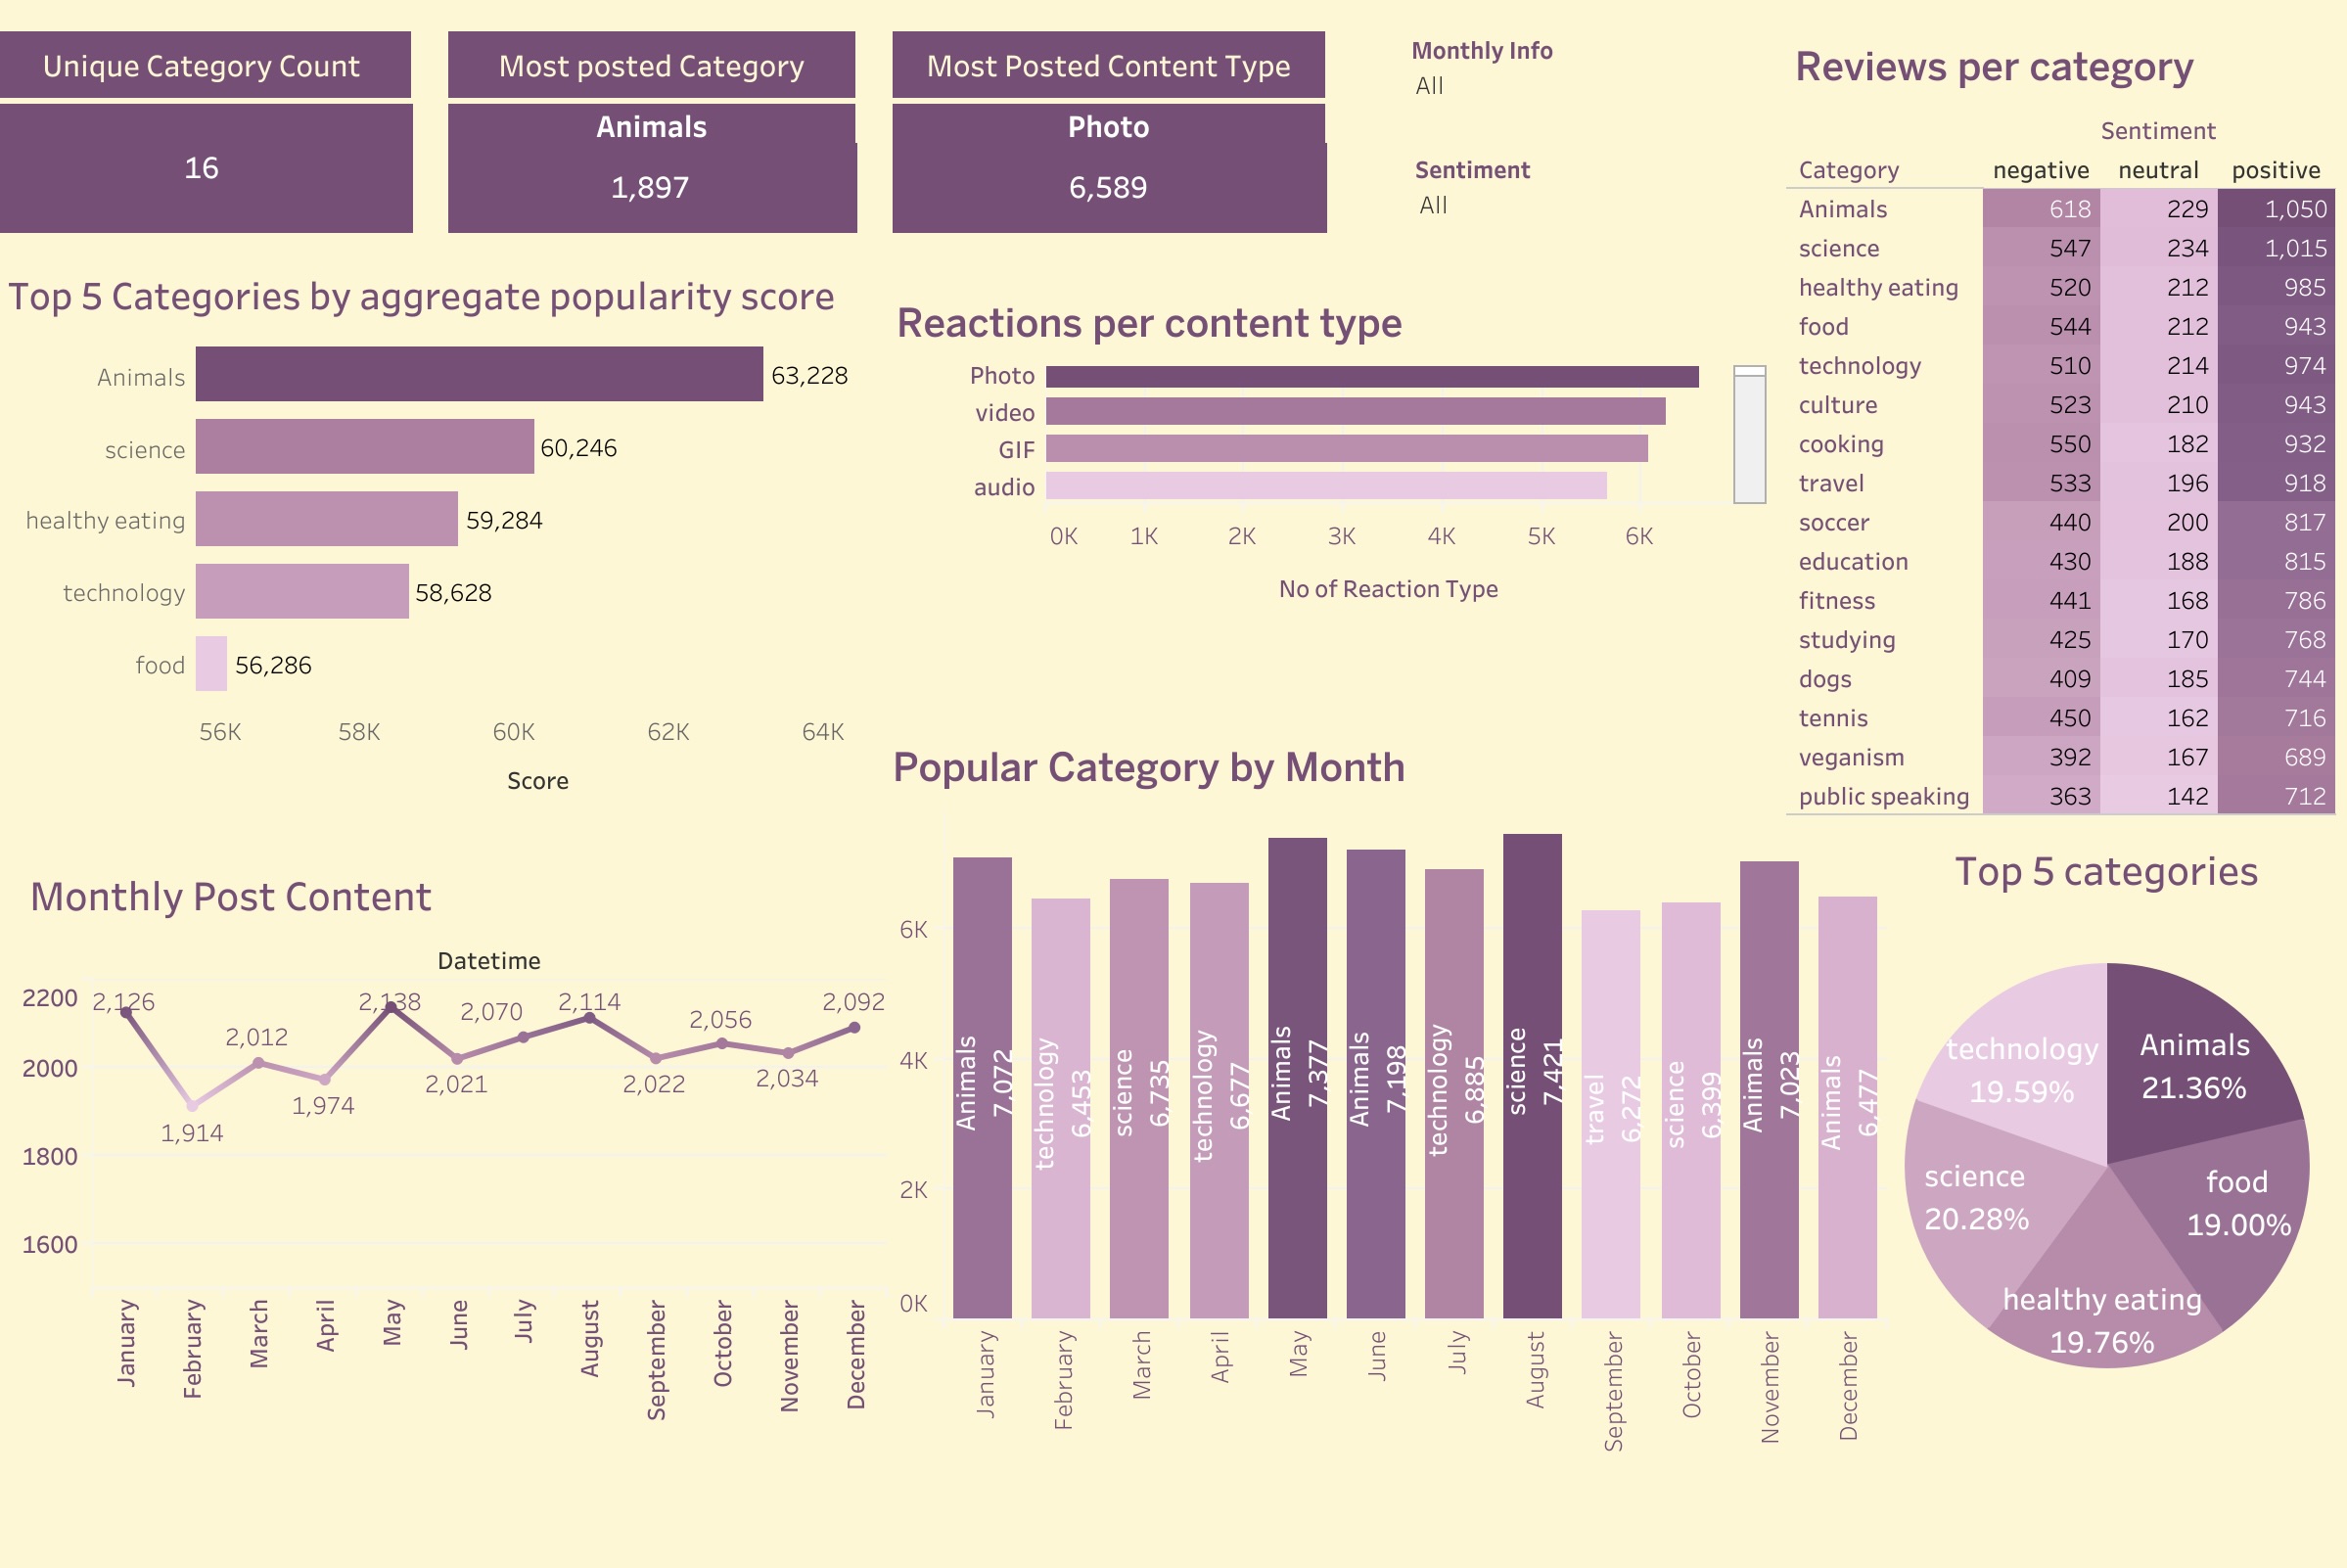 Unique Category Count
16
Most posted Category
Animals
1,897
Most Posted Content Type
Photo
6,589
Monthly Info
All
Sentiment
All
Reviews per category
Sentiment
Category negative neutral positive
Animals 618 229 1,050
science 547 234 1,015
healthy eating 520 212 985
food 544 212 943
technology 510 214 974
culture 523 210 943
cooking 550 182 932
travel 533 196 918
soccer 440 200 817
education 430 188 815
fitness 441 168 786
studying 425 170 768
dogs 409 185 744
tennis 450 162 716
veganism 392 167 689
public speaking 363 142 712
Top 5 Categories by aggregate popularity score
Animals 63,228
science 60,246
healthy eating 59,284
technology 58,628
food 56,286
56K 58K 60K 62K 64K
Score
Reactions per content type
Photo
video
GIF
audio
0K 1K 2K 3K 4K 5K 6K
No of Reaction Type
Monthly Post Content
Datetime
2200
2000
1800
1600
2,126
1,914
2,012
1,974
2,138
2,021
2,070
2,114
2,022
2,056
2,034
2,092
January
February
March
April
May
June
July
August
September
October
November
December
Popular Category by Month
6K
4K
2K
0K
Animals
7,072
technology
6,453
science
6,735
technology
6,677
Animals
7,377
Animals
7,198
technology
6,885
science
7,421
travel
6,272
science
6,399
Animals
7,023
Animals
6,477
January
February
March
April
May
June
July
August
September
October
November
December
Top 5 categories
Animals
21.36%
food
19.00%
healthy eating
19.76%
science
20.28%
technology
19.59%